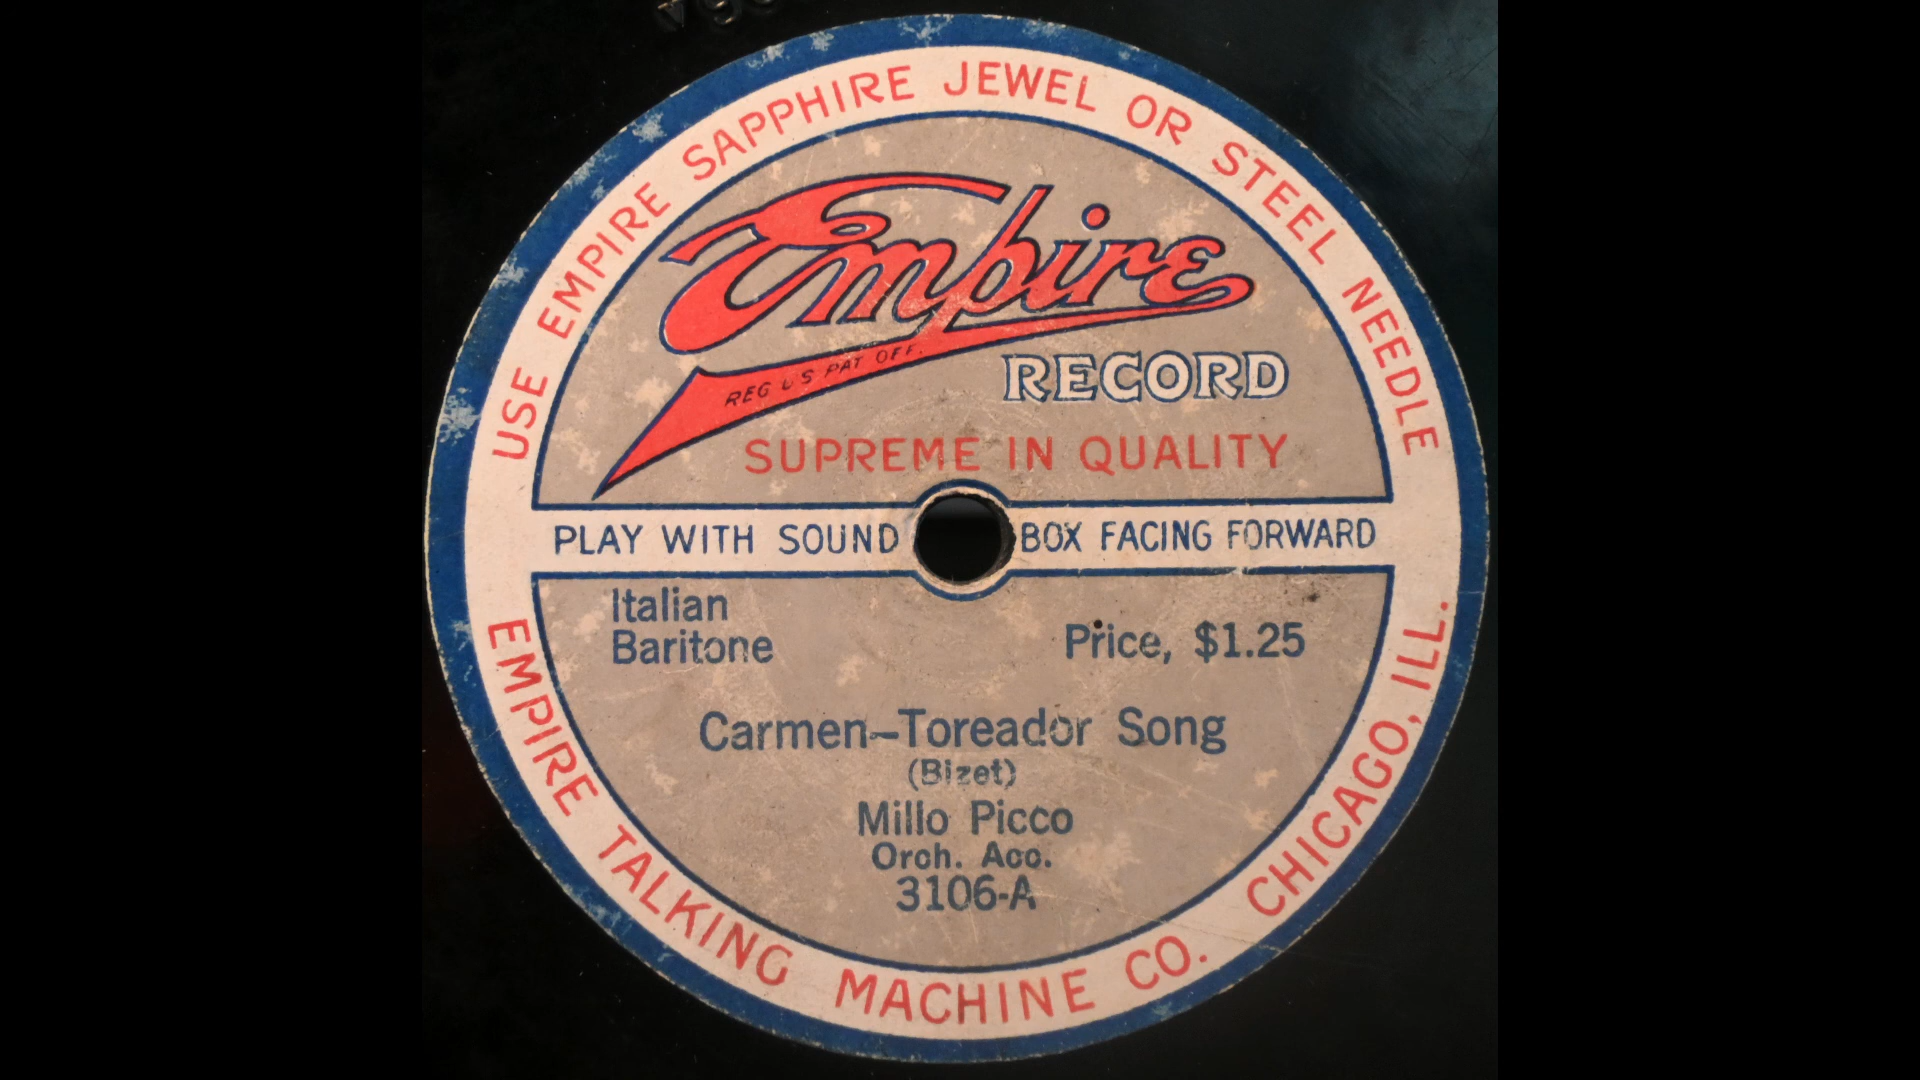 USE EMPIRE SAPPHIRE JEWEL OR STEEL NEEDLE
Empire
REG US PAT OFF.
RECORD
SUPREME IN QUALITY
PLAY WITH SOUND BOX FACING FORWARD
Italian
Baritone
Price, $1.25
Carmen–Toreador Song
(Bizet)
Millo Picco
Orch. Acc.
3106-A
EMPIRE TALKING MACHINE CO. CHICAGO, ILL.